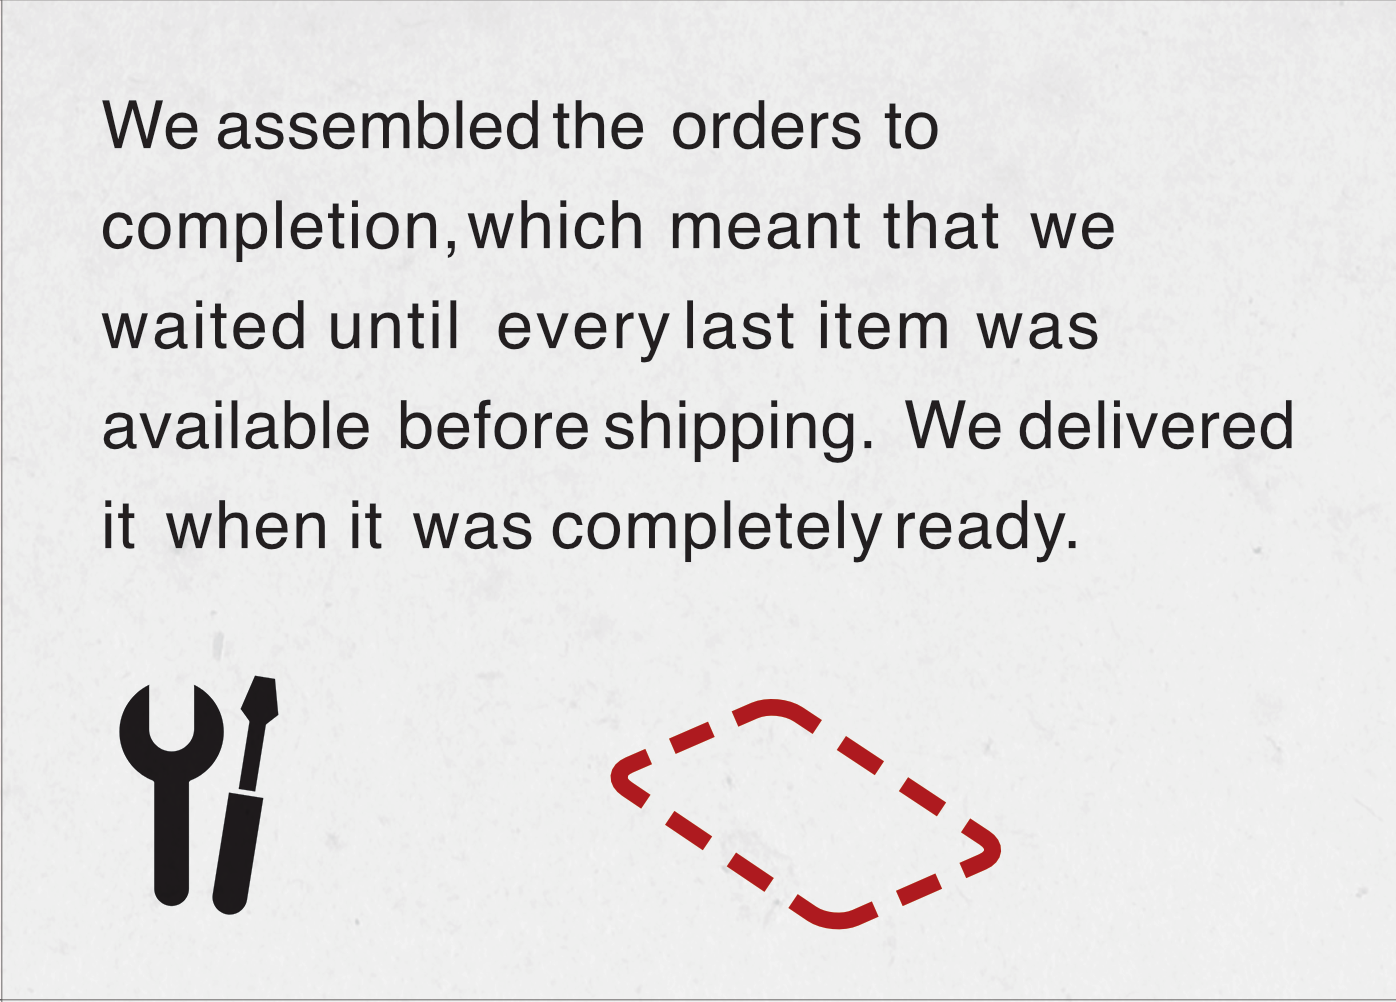 We assembled the orders to
completion, which meant that we
waited until every last item was
available before shipping. We delivered
it when it was completely ready.